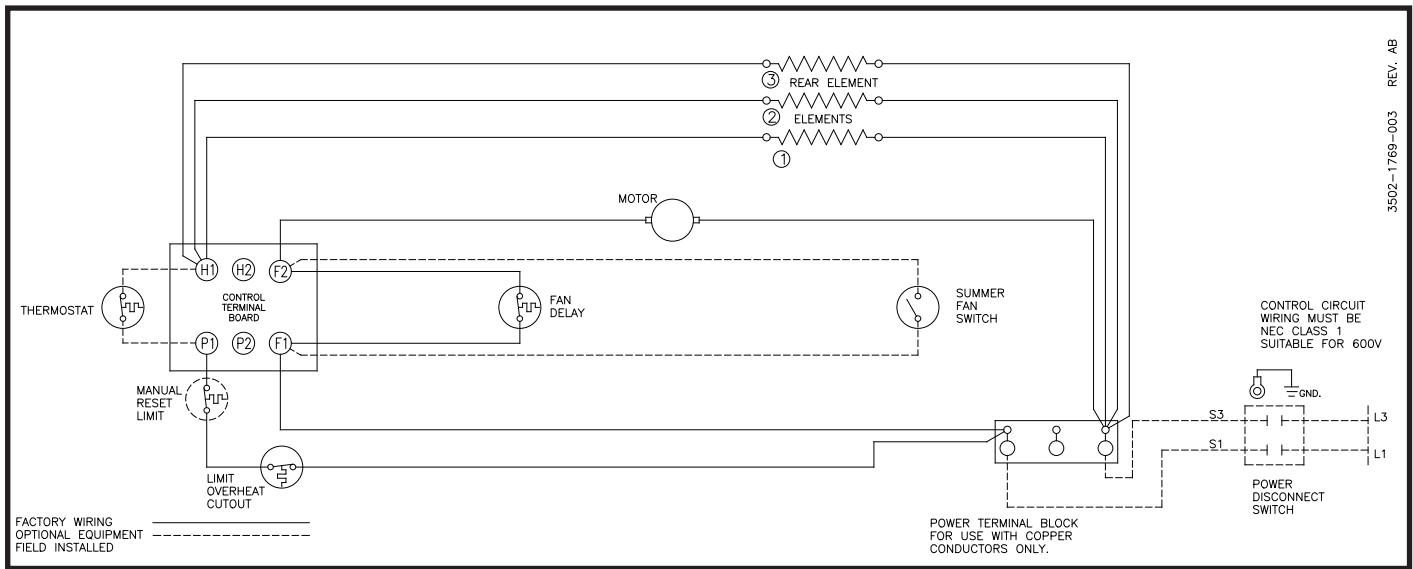 3502-1769-003 REV. AB
3 REAR ELEMENT
2 ELEMENTS
1
MOTOR
H1 H2 F2
CONTROL
TERMINAL
BOARD
P1 P2 F1
THERMOSTAT
FAN
DELAY
SUMMER
FAN
SWITCH
CONTROL CIRCUIT
WIRING MUST BE
NEC CLASS 1
SUITABLE FOR 600V
GND.
MANUAL
RESET
LIMIT
S3
L3
S1
L1
LIMIT
OVERHEAT
CUTOUT
POWER
DISCONNECT
SWITCH
FACTORY WIRING
OPTIONAL EQUIPMENT
FIELD INSTALLED
POWER TERMINAL BLOCK
FOR USE WITH COPPER
CONDUCTORS ONLY.